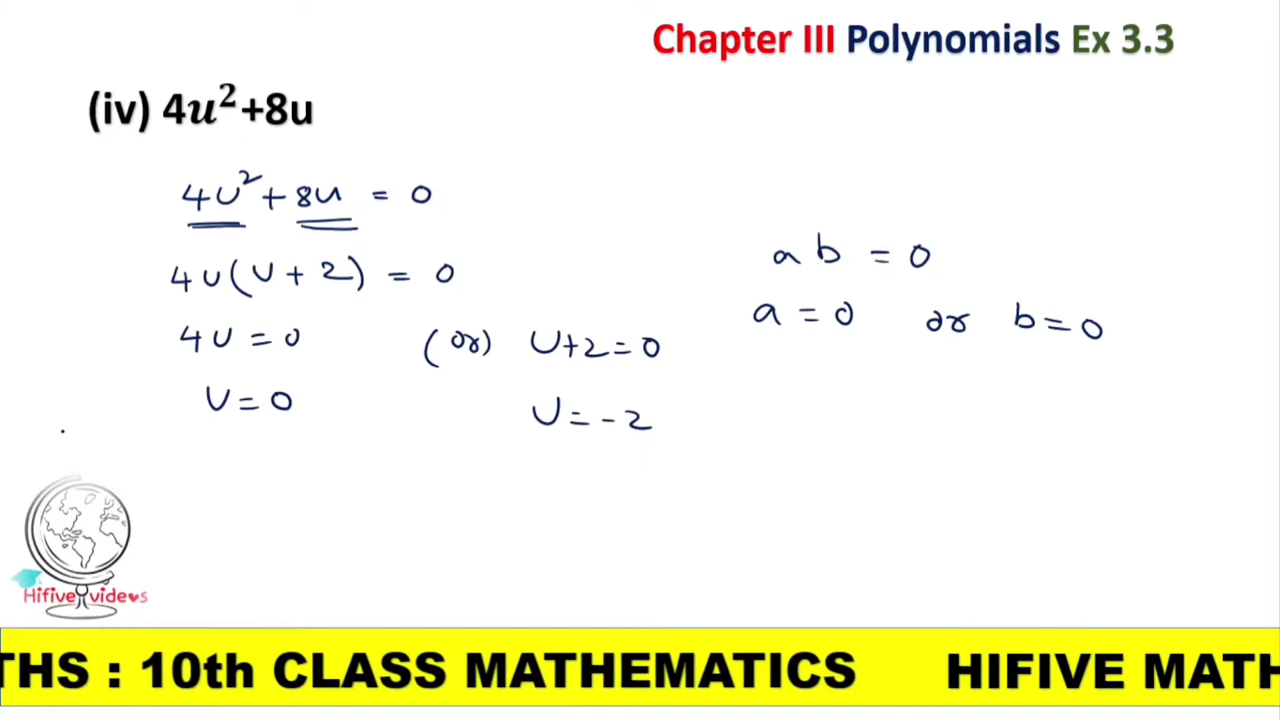 Chapter III Polynomials Ex 3.3
(iv) 4u²+8u
4u² + 8u = 0
4u(u + 2) = 0
4u = 0 (or) u+2=0
u = 0 u = -2
a b = 0
a = 0 or b = 0
Hifive videos
THS : 10th CLASS MATHEMATICS HIFIVE MATH